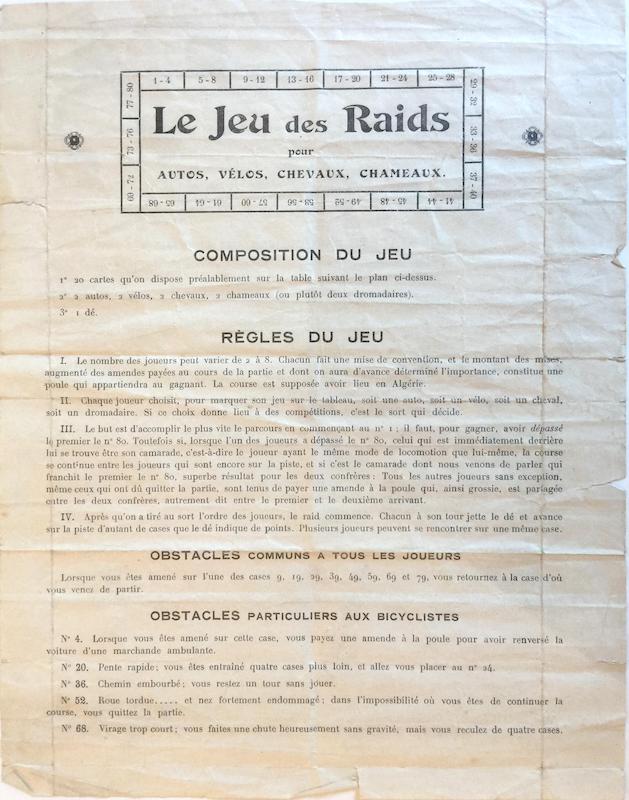 1-4 5-8 9-12 13-16 17-20 21-24 25-28
77-80 29-32
Le Jeu des Raids
73-76 33-36
pour
AUTOS, VÉLOS, CHEVAUX, CHAMEAUX.
69-72 37-40
65-68 61-64 57-60 53-56 49-52 45-48 41-44
COMPOSITION DU JEU
1° 20 cartes qu'on dispose préalablement sur la table suivant le plan ci-dessus.
2° 2 autos, 2 vélos, 2 chevaux, 2 chameaux (ou plutôt deux dromadaires).
3° 1 dé.
RÈGLES DU JEU
I. Le nombre des joueurs peut varier de 2 à 8. Chacun fait une mise de convention, et le montant des mises,
augmenté des amendes payées au cours de la partie et dont on aura d'avance déterminé l'importance, constitue une
poule qui appartiendra au gagnant. La course est supposée avoir lieu en Algérie.
II. Chaque joueur choisit, pour marquer son jeu sur le tableau, soit une auto, soit un vélo, soit un cheval,
soit un dromadaire. Si ce choix donne lieu à des compétitions, c'est le sort qui décide.
III. Le but est d'accomplir le plus vite le parcours en commençant au n° 1 ; il faut, pour gagner, avoir dépassé
le premier le n° 80. Toutefois si, lorsque l'un des joueurs a dépassé le n° 80, celui qui est immédiatement derrière
lui se trouve être son camarade, c'est-à-dire le joueur ayant le même mode de locomotion que lui-même, la course
se continue entre les joueurs qui sont encore sur la piste, et si c'est le camarade dont nous venons de parler qui
franchit le premier le n° 80, superbe résultat pour les deux confrères : Tous les autres joueurs sans exception,
même ceux qui ont dû quitter la partie, sont tenus de payer une amende à la poule qui, ainsi grossie, est partagée
entre les deux confrères, autrement dit entre le premier et le deuxième arrivant.
IV. Après qu'on a tiré au sort l'ordre des joueurs, le raid commence. Chacun à son tour jette le dé et avance
sur la piste d'autant de cases que le dé indique de points. Plusieurs joueurs peuvent se rencontrer sur une même case.
OBSTACLES COMMUNS A TOUS LES JOUEURS
Lorsque vous êtes amené sur l'une des cases 9, 19, 29, 39, 49, 59, 69 et 79, vous retournez à la case d'où
vous venez de partir.
OBSTACLES PARTICULIERS AUX BICYCLISTES
N° 4. Lorsque vous êtes amené sur cette case, vous payez une amende à la poule pour avoir renversé la
voiture d'une marchande ambulante.
N° 20. Pente rapide ; vous êtes entraîné quatre cases plus loin, et allez vous placer au n° 24.
N° 36. Chemin embourbé ; vous restez un tour sans jouer.
N° 52. Roue tordue..... et nez fortement endommagé ; dans l'impossibilité où vous êtes de continuer la
course, vous quittez la partie.
N° 68. Virage trop court ; vous faites une chute heureusement sans gravité, mais vous reculez de quatre cases.